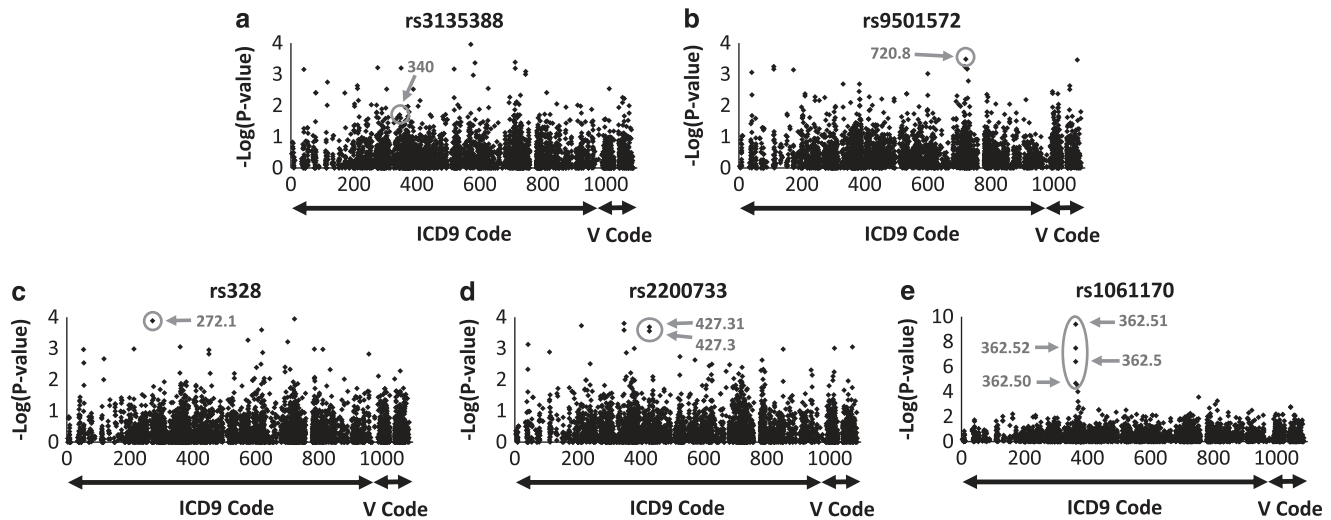 a rs3135388
-Log(P-value)
4
3
2
1
0
340
0 200 400 600 800 1000
ICD9 Code V Code
b rs9501572
-Log(P-value)
4
3
2
1
0
720.8
0 200 400 600 800 1000
ICD9 Code V Code
c rs328
-Log(P-value)
4
3
2
1
0
272.1
0 200 400 600 800 1000
ICD9 Code V Code
d rs2200733
-Log(P-value)
4
3
2
1
0
427.31
427.3
0 200 400 600 800 1000
ICD9 Code V Code
e rs1061170
-Log(P-value)
10
8
6
4
2
0
362.51
362.52
362.5
362.50
0 200 400 600 800 1000
ICD9 Code V Code